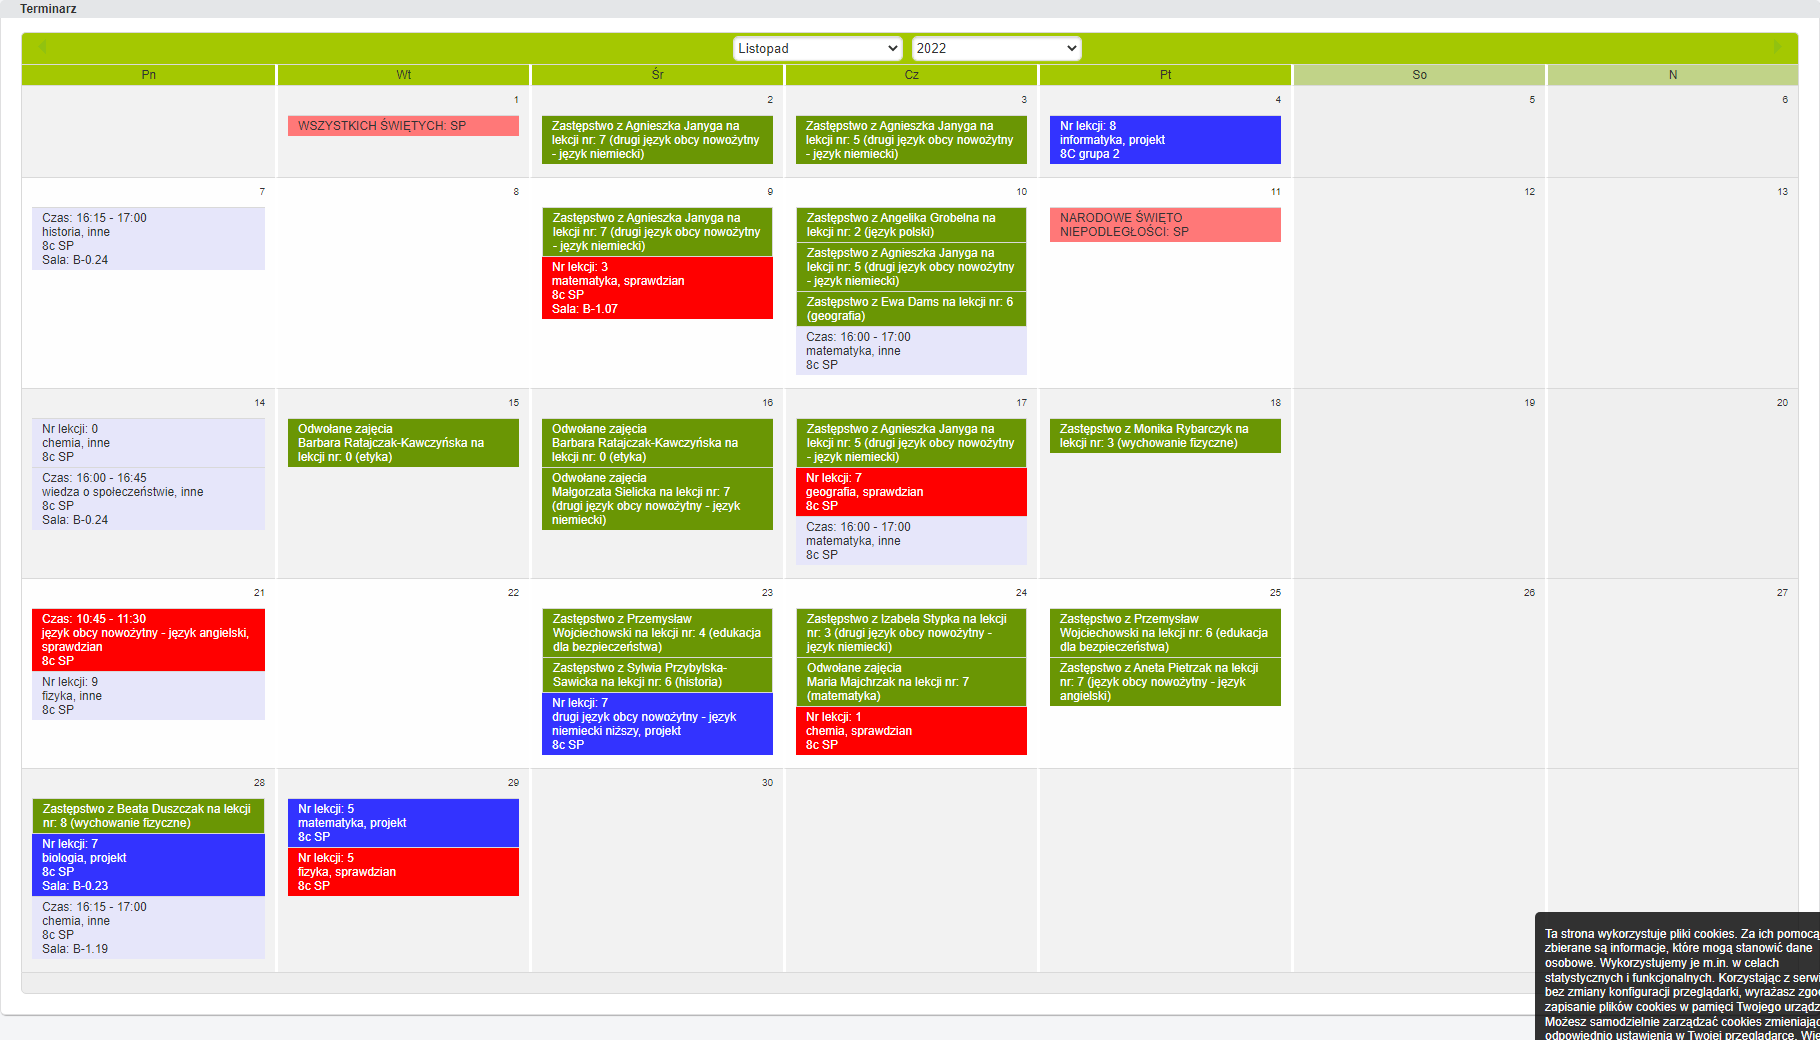 Terminarz
Listopad
2022
Pn
Wt
Śr
Cz
Pt
So
N
1
WSZYSTKICH ŚWIĘTYCH: SP
2
Zastępstwo z Agnieszka Janyga na
lekcji nr: 7 (drugi język obcy nowożytny
- język niemiecki)
3
Zastępstwo z Agnieszka Janyga na
lekcji nr: 5 (drugi język obcy nowożytny
- język niemiecki)
4
Nr lekcji: 8
informatyka, projekt
8C grupa 2
5
6
7
Czas: 16:15 - 17:00
historia, inne
8c SP
Sala: B-0.24
8
9
Zastępstwo z Agnieszka Janyga na
lekcji nr: 7 (drugi język obcy nowożytny
- język niemiecki)
Nr lekcji: 3
matematyka, sprawdzian
8c SP
Sala: B-1.07
10
Zastępstwo z Angelika Grobelna na
lekcji nr: 2 (język polski)
Zastępstwo z Agnieszka Janyga na
lekcji nr: 5 (drugi język obcy nowożytny
- język niemiecki)
Zastępstwo z Ewa Dams na lekcji nr: 6
(geografia)
Czas: 16:00 - 17:00
matematyka, inne
8c SP
11
NARODOWE ŚWIĘTO
NIEPODLEGŁOŚCI: SP
12
13
14
Nr lekcji: 0
chemia, inne
8c SP
Czas: 16:00 - 16:45
wiedza o społeczeństwie, inne
8c SP
Sala: B-0.24
15
Odwołane zajęcia
Barbara Ratajczak-Kawczyńska na
lekcji nr: 0 (etyka)
16
Odwołane zajęcia
Barbara Ratajczak-Kawczyńska na
lekcji nr: 0 (etyka)
Odwołane zajęcia
Małgorzata Sielicka na lekcji nr: 7
(drugi język obcy nowożytny - język
niemiecki)
17
Zastępstwo z Agnieszka Janyga na
lekcji nr: 5 (drugi język obcy nowożytny
- język niemiecki)
Nr lekcji: 7
geografia, sprawdzian
8c SP
Czas: 16:00 - 17:00
matematyka, inne
8c SP
18
Zastępstwo z Monika Rybarczyk na
lekcji nr: 3 (wychowanie fizyczne)
19
20
21
Czas: 10:45 - 11:30
język obcy nowożytny - język angielski,
sprawdzian
8c SP
Nr lekcji: 9
fizyka, inne
8c SP
22
23
Zastępstwo z Przemysław
Wojciechowski na lekcji nr: 4 (edukacja
dla bezpieczeństwa)
Zastępstwo z Sylwia Przybylska-
Sawicka na lekcji nr: 6 (historia)
Nr lekcji: 7
drugi język obcy nowożytny - język
niemiecki niższy, projekt
8c SP
24
Zastępstwo z Izabela Stypka na lekcji
nr: 3 (drugi język obcy nowożytny -
język niemiecki)
Odwołane zajęcia
Maria Majchrzak na lekcji nr: 7
(matematyka)
Nr lekcji: 1
chemia, sprawdzian
8c SP
25
Zastępstwo z Przemysław
Wojciechowski na lekcji nr: 6 (edukacja
dla bezpieczeństwa)
Zastępstwo z Aneta Pietrzak na lekcji
nr: 7 (język obcy nowożytny - język
angielski)
26
27
28
Zastępstwo z Beata Duszczak na lekcji
nr: 8 (wychowanie fizyczne)
Nr lekcji: 7
biologia, projekt
8c SP
Sala: B-0.23
Czas: 16:15 - 17:00
chemia, inne
8c SP
Sala: B-1.19
29
Nr lekcji: 5
matematyka, projekt
8c SP
Nr lekcji: 5
fizyka, sprawdzian
8c SP
30
Ta strona wykorzystuje pliki cookies. Za ich pomocą
zbierane są informacje, które mogą stanowić dane
osobowe. Wykorzystujemy je m.in. w celach
statystycznych i funkcjonalnych. Korzystając z
bez zmiany konfiguracji przeglądarki, wyrażasz
zapisanie plików cookies w pamięci Twojego
Możesz samodzielnie zarządzać cookies
odpowiednio ustawienia w Twojej przeglądarce.